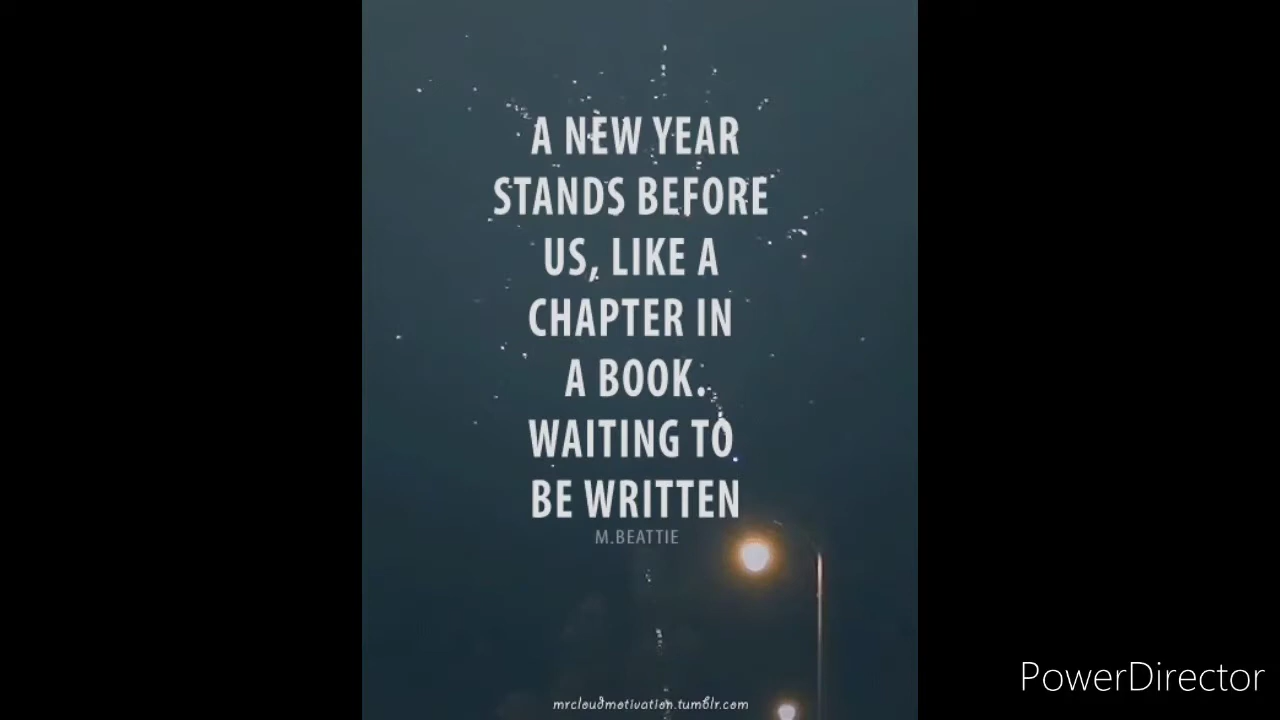 A NEW YEAR
STANDS BEFORE
US, LIKE A
CHAPTER IN
A BOOK.
WAITING TO
BE WRITTEN
M.BEATTIE
mrcloudmotivation.tumblr.com
PowerDirector